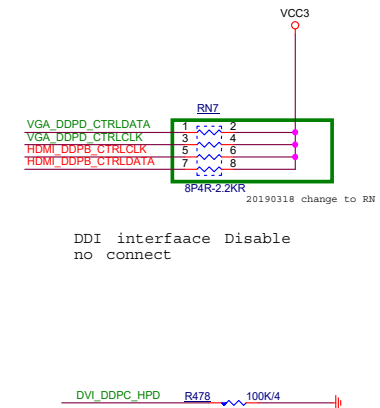 VCC3
RN7
VGA_DDPD_CTRLDATA 1 2
VGA_DDPD_CTRLCLK 3 4
HDMI_DDPB_CTRLCLK 5 6
HDMI_DDPB_CTRLDATA 7 8
8P4R-2.2KR
20190318 change to RN
DDI interfaace Disable
no connect
DVI_DDPC_HPD R478 100K/4